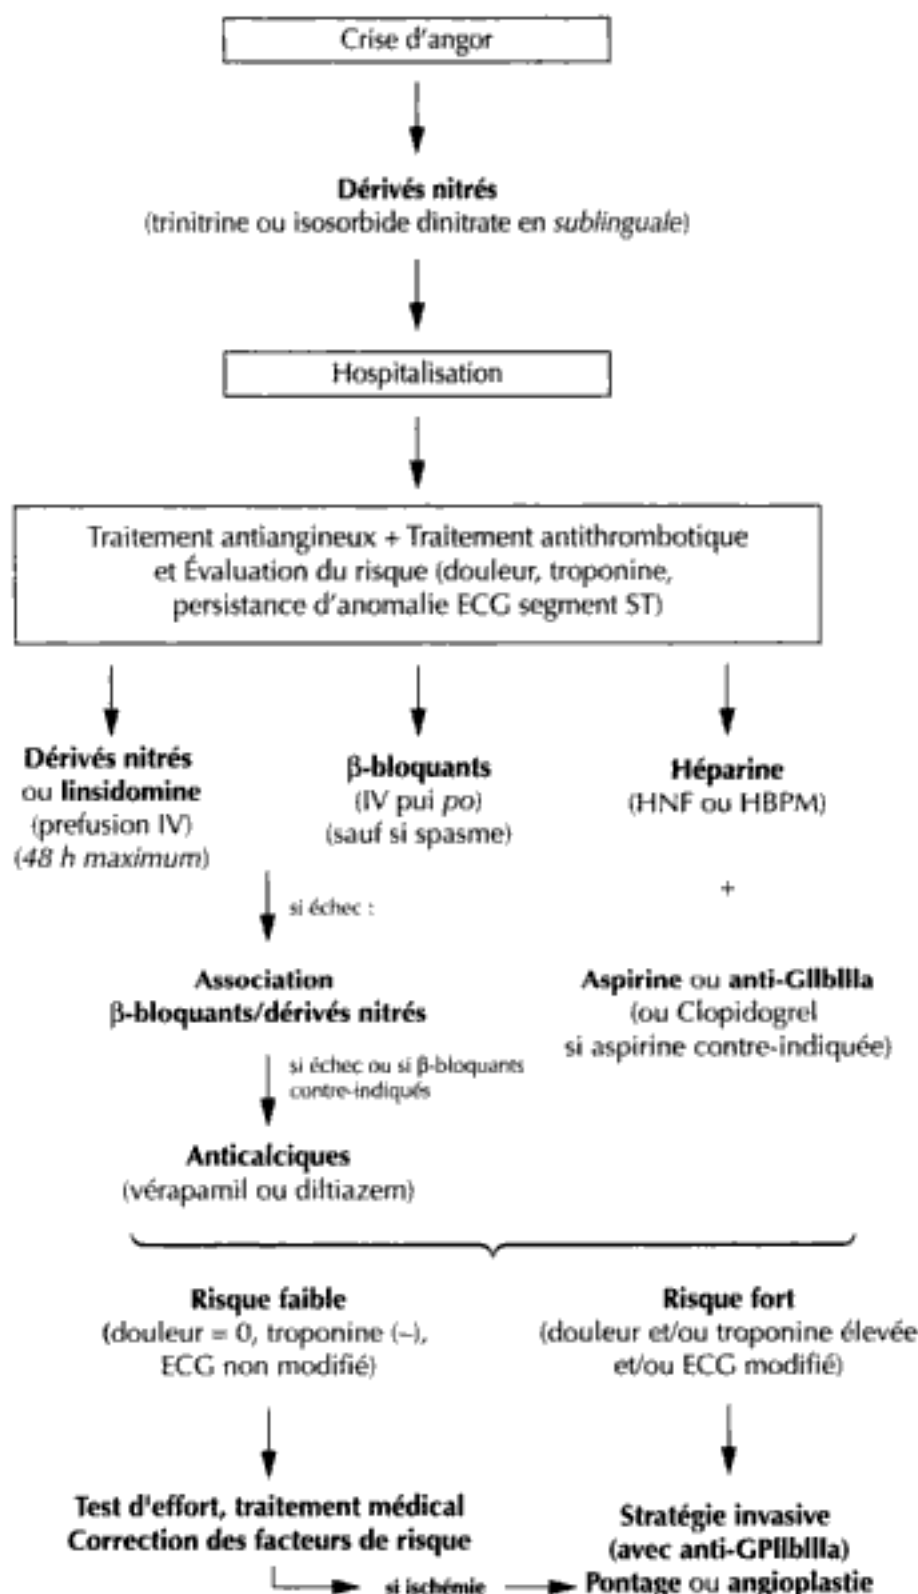 Crise d'angor
Dérivés nitrés
(trinitrine ou isosorbide dinitrate en sublinguale)
Hospitalisation
Traitement antiangineux + Traitement antithrombotique
et Évaluation du risque (douleur, troponine,
persistance d'anomalie ECG segment ST)
Dérivés nitrés
ou linsidomine
(prefusion IV)
(48 h maximum)
β-bloquants
(IV pui po)
(sauf si spasme)
Héparine
(HNF ou HBPM)
+
Aspirine ou anti-GIIbIIIa
(ou Clopidogrel
si aspirine contre-indiquée)
si échec :
Association
β-bloquants/dérivés nitrés
si échec ou si β-bloquants
contre-indiqués
Anticalciques
(vérapamil ou diltiazem)
Risque faible
(douleur = 0, troponine (–),
ECG non modifié)
Risque fort
(douleur et/ou troponine élevée
et/ou ECG modifié)
Test d'effort, traitement médical
Correction des facteurs de risque
si ischémie
Stratégie invasive
(avec anti-GPIIbIIIa)
Pontage ou angioplastie